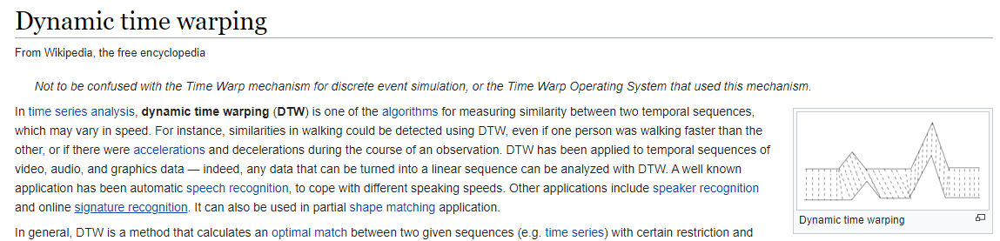 Dynamic time warping
From Wikipedia, the free encyclopedia
Not to be confused with the Time Warp mechanism for discrete event simulation, or the Time Warp Operating System that used this mechanism.
In time series analysis, dynamic time warping (DTW) is one of the algorithms for measuring similarity between two temporal sequences,
which may vary in speed. For instance, similarities in walking could be detected using DTW, even if one person was walking faster than the
other, or if there were accelerations and decelerations during the course of an observation. DTW has been applied to temporal sequences of
video, audio, and graphics data — indeed, any data that can be turned into a linear sequence can be analyzed with DTW. A well known
application has been automatic speech recognition, to cope with different speaking speeds. Other applications include speaker recognition
and online signature recognition. It can also be used in partial shape matching application.
In general, DTW is a method that calculates an optimal match between two given sequences (e.g. time series) with certain restriction and
Dynamic time warping